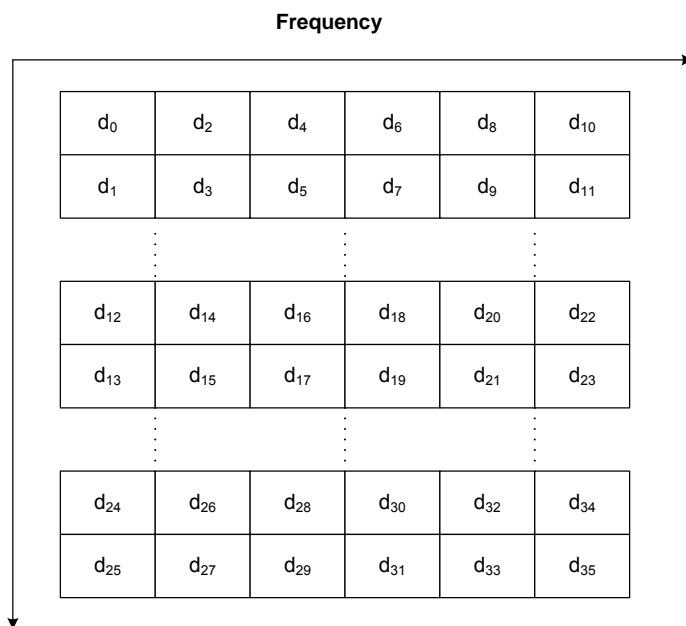 Frequency
d₀ d₂ d₄ d₆ d₈ d₁₀
d₁ d₃ d₅ d₇ d₉ d₁₁
d₁₂ d₁₄ d₁₆ d₁₈ d₂₀ d₂₂
d₁₃ d₁₅ d₁₇ d₁₉ d₂₁ d₂₃
d₂₄ d₂₆ d₂₈ d₃₀ d₃₂ d₃₄
d₂₅ d₂₇ d₂₉ d₃₁ d₃₃ d₃₅